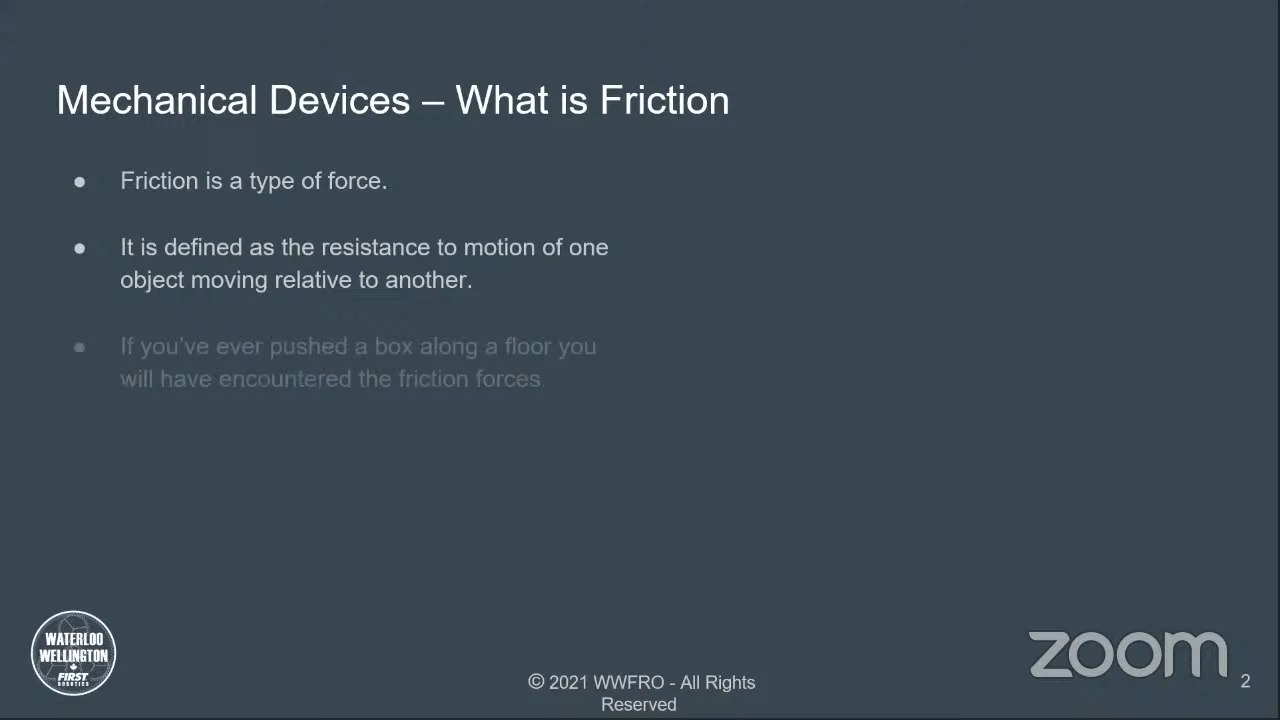 Mechanical Devices – What is Friction
● Friction is a type of force.
● It is defined as the resistance to motion of one
object moving relative to another.
● If you've ever pushed a box along a floor you
will have encountered the friction forces.
WATERLOO
WELLINGTON
FIRST
ROBOTICS
© 2021 WWFRO - All Rights
Reserved
zoom
2